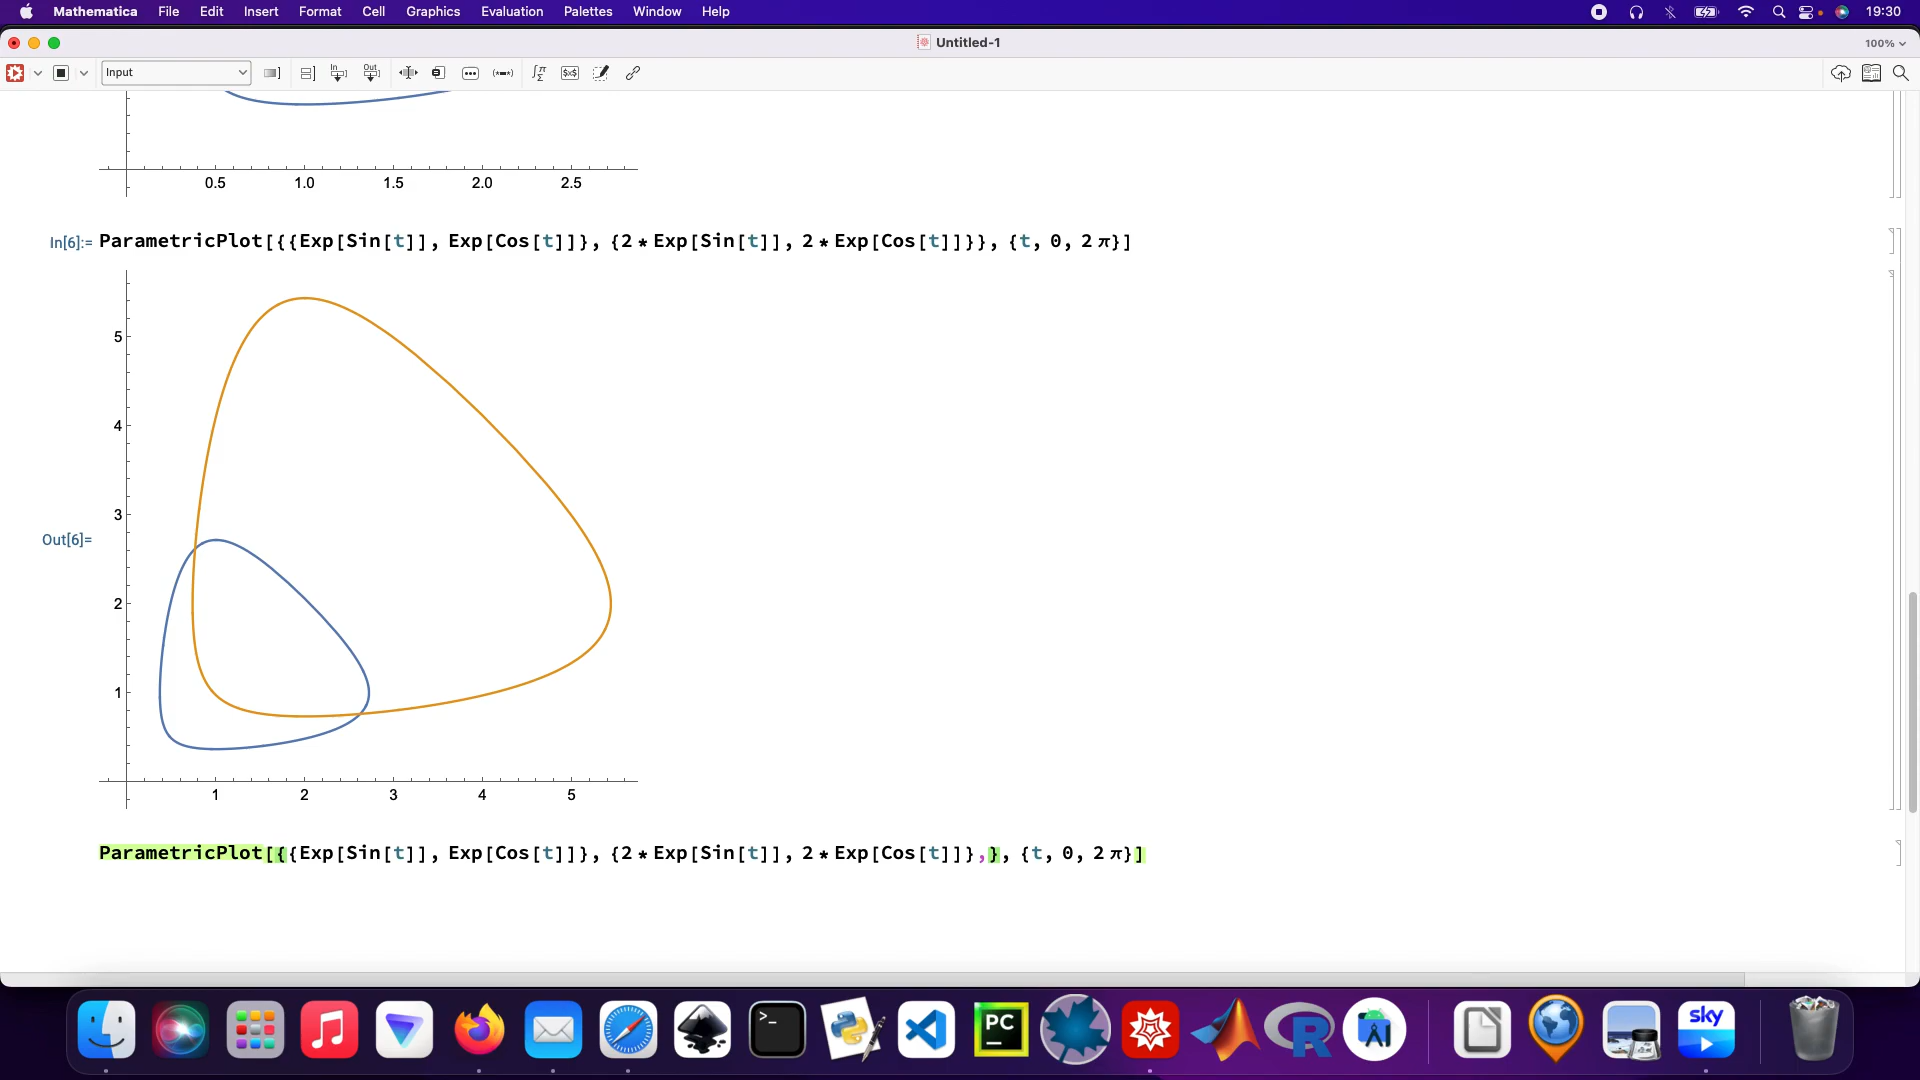 Mathematica File Edit Insert Format Cell Graphics Evaluation Palettes Window Help 19:30
Untitled-1 100%
Input In Out
0.5 1.0 1.5 2.0 2.5
In[6]:= ParametricPlot[{{Exp[Sin[t]], Exp[Cos[t]]}, {2 * Exp[Sin[t]], 2 * Exp[Cos[t]]}}, {t, 0, 2 π}]
5
4
3
Out[6]=
2
1
1 2 3 4 5
ParametricPlot[{{Exp[Sin[t]], Exp[Cos[t]]}, {2 * Exp[Sin[t]], 2 * Exp[Cos[t]]},}, {t, 0, 2 π}]
>_ PC R sky